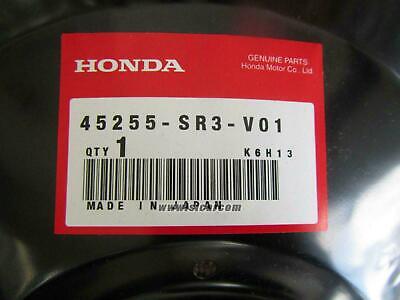 HONDA
GENUINE PARTS
Honda Motor Co., Ltd
45255-SR3-V01
QTY 1 K6H13
MADE IN JAPAN